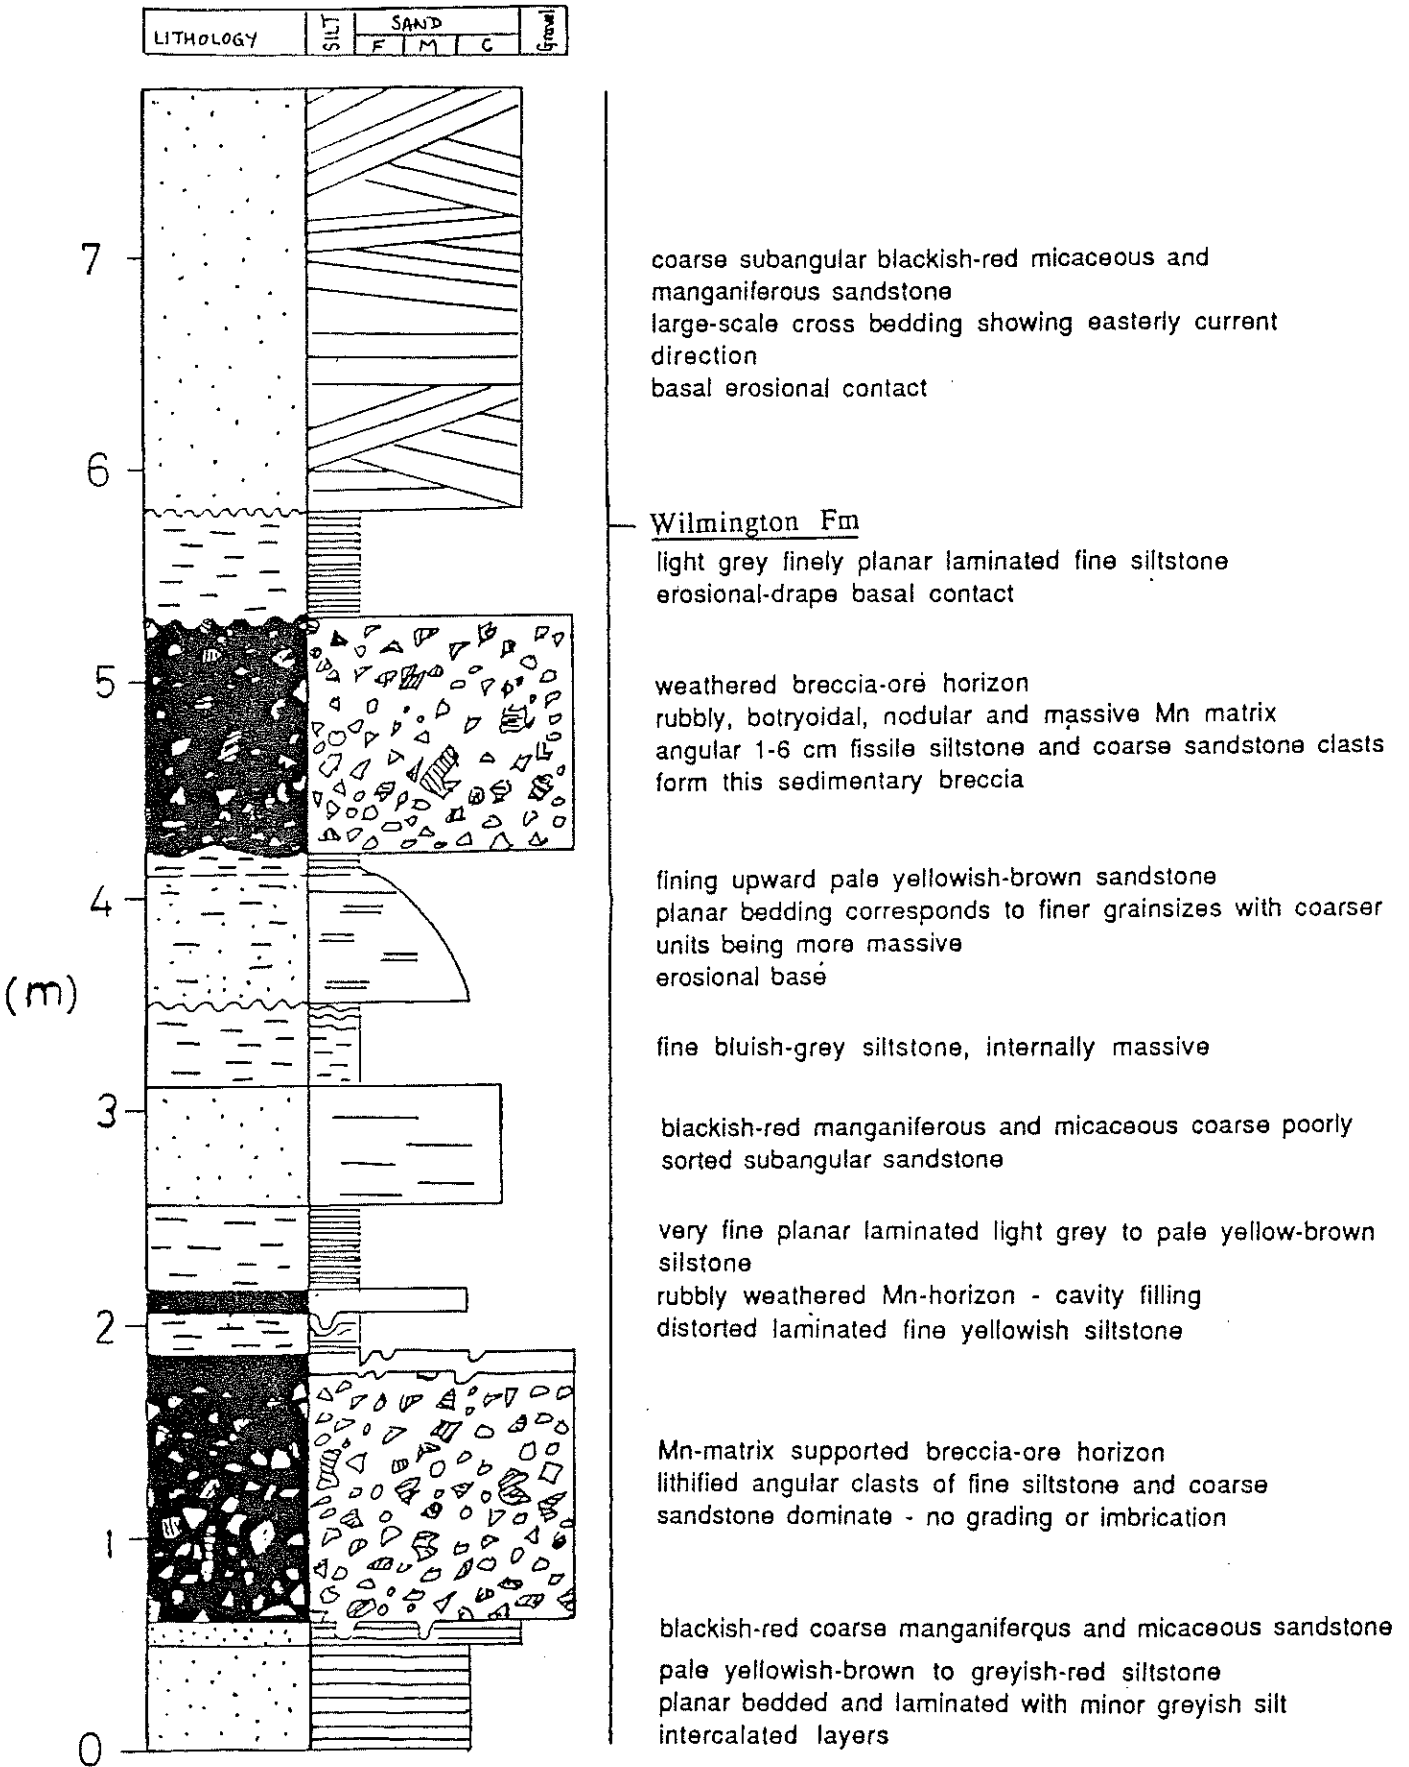 LITHOLOGY
SILT
SAND
F M C
Gravel
7
coarse subangular blackish-red micaceous and
manganiferous sandstone
large-scale cross bedding showing easterly current
direction
basal erosional contact
6
Wilmington Fm
light grey finely planar laminated fine siltstone
erosional-drape basal contact
5
weathered breccia-ore horizon
rubbly, botryoidal, nodular and massive Mn matrix
angular 1-6 cm fissile siltstone and coarse sandstone clasts
form this sedimentary breccia
4
fining upward pale yellowish-brown sandstone
planar bedding corresponds to finer grainsizes with coarser
units being more massive
erosional base
(m)
fine bluish-grey siltstone, internally massive
3
blackish-red manganiferous and micaceous coarse poorly
sorted subangular sandstone
very fine planar laminated light grey to pale yellow-brown
silstone
rubbly weathered Mn-horizon - cavity filling
2
distorted laminated fine yellowish siltstone
Mn-matrix supported breccia-ore horizon
lithified angular clasts of fine siltstone and coarse
sandstone dominate - no grading or imbrication
1
blackish-red coarse manganiferous and micaceous sandstone
pale yellowish-brown to greyish-red siltstone
planar bedded and laminated with minor greyish silt
intercalated layers
0